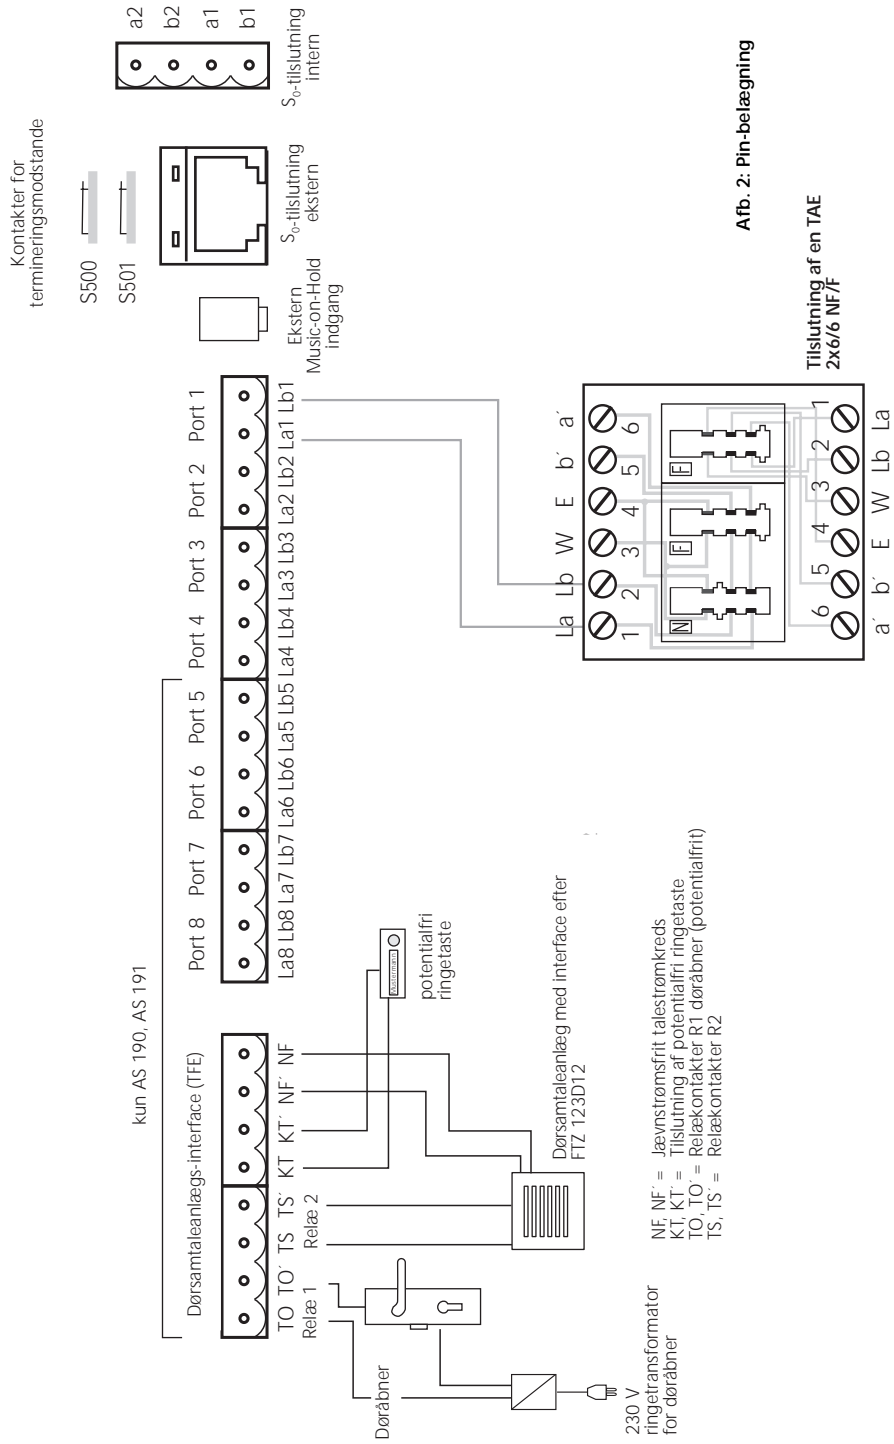 kun AS 190, AS 191
Dørsamtaleanlægs-interface (TFE)
Port 8
Port 7
Port 6
Port 5
Port 4
Port 3
Port 2
Port 1
TO TO´ TS TS´ KT KT´ NF´ NF
Relæ 1
Relæ 2
La8 Lb8 La7 Lb7 La6 Lb6 La5 Lb5 La4 Lb4 La3 Lb3 La2 Lb2 La1 Lb1
Kontakter for
termineringsmodstande
S500
S501
Ekstern
Music-on-Hold
indgang
S₀-tilslutning
ekstern
a2
b2
a1
b1
S₀-tilslutning
intern
Døråbner
230 V
ringetransformator
for døråbner
Mustermann
potentialfri
ringetaste
Dørsamtaleanlæg med interface efter
FTZ 123D12
NF, NF´ = Jævnstrømsfrit talestrømkreds
KT, KT´ = Tilslutning af potentialfri ringetaste
TO, TO´ = Relækontakter R1 døråbner (potentialfrit)
TS, TS´ = Relækontakter R2
La Lb W E b´ a´
1 2 3 4 5 6
N F F
6 5 4 3 2 1
a´ b´ E W Lb La
Tilslutning af en TAE
2x6/6 NF/F
Afb. 2: Pin-belægning